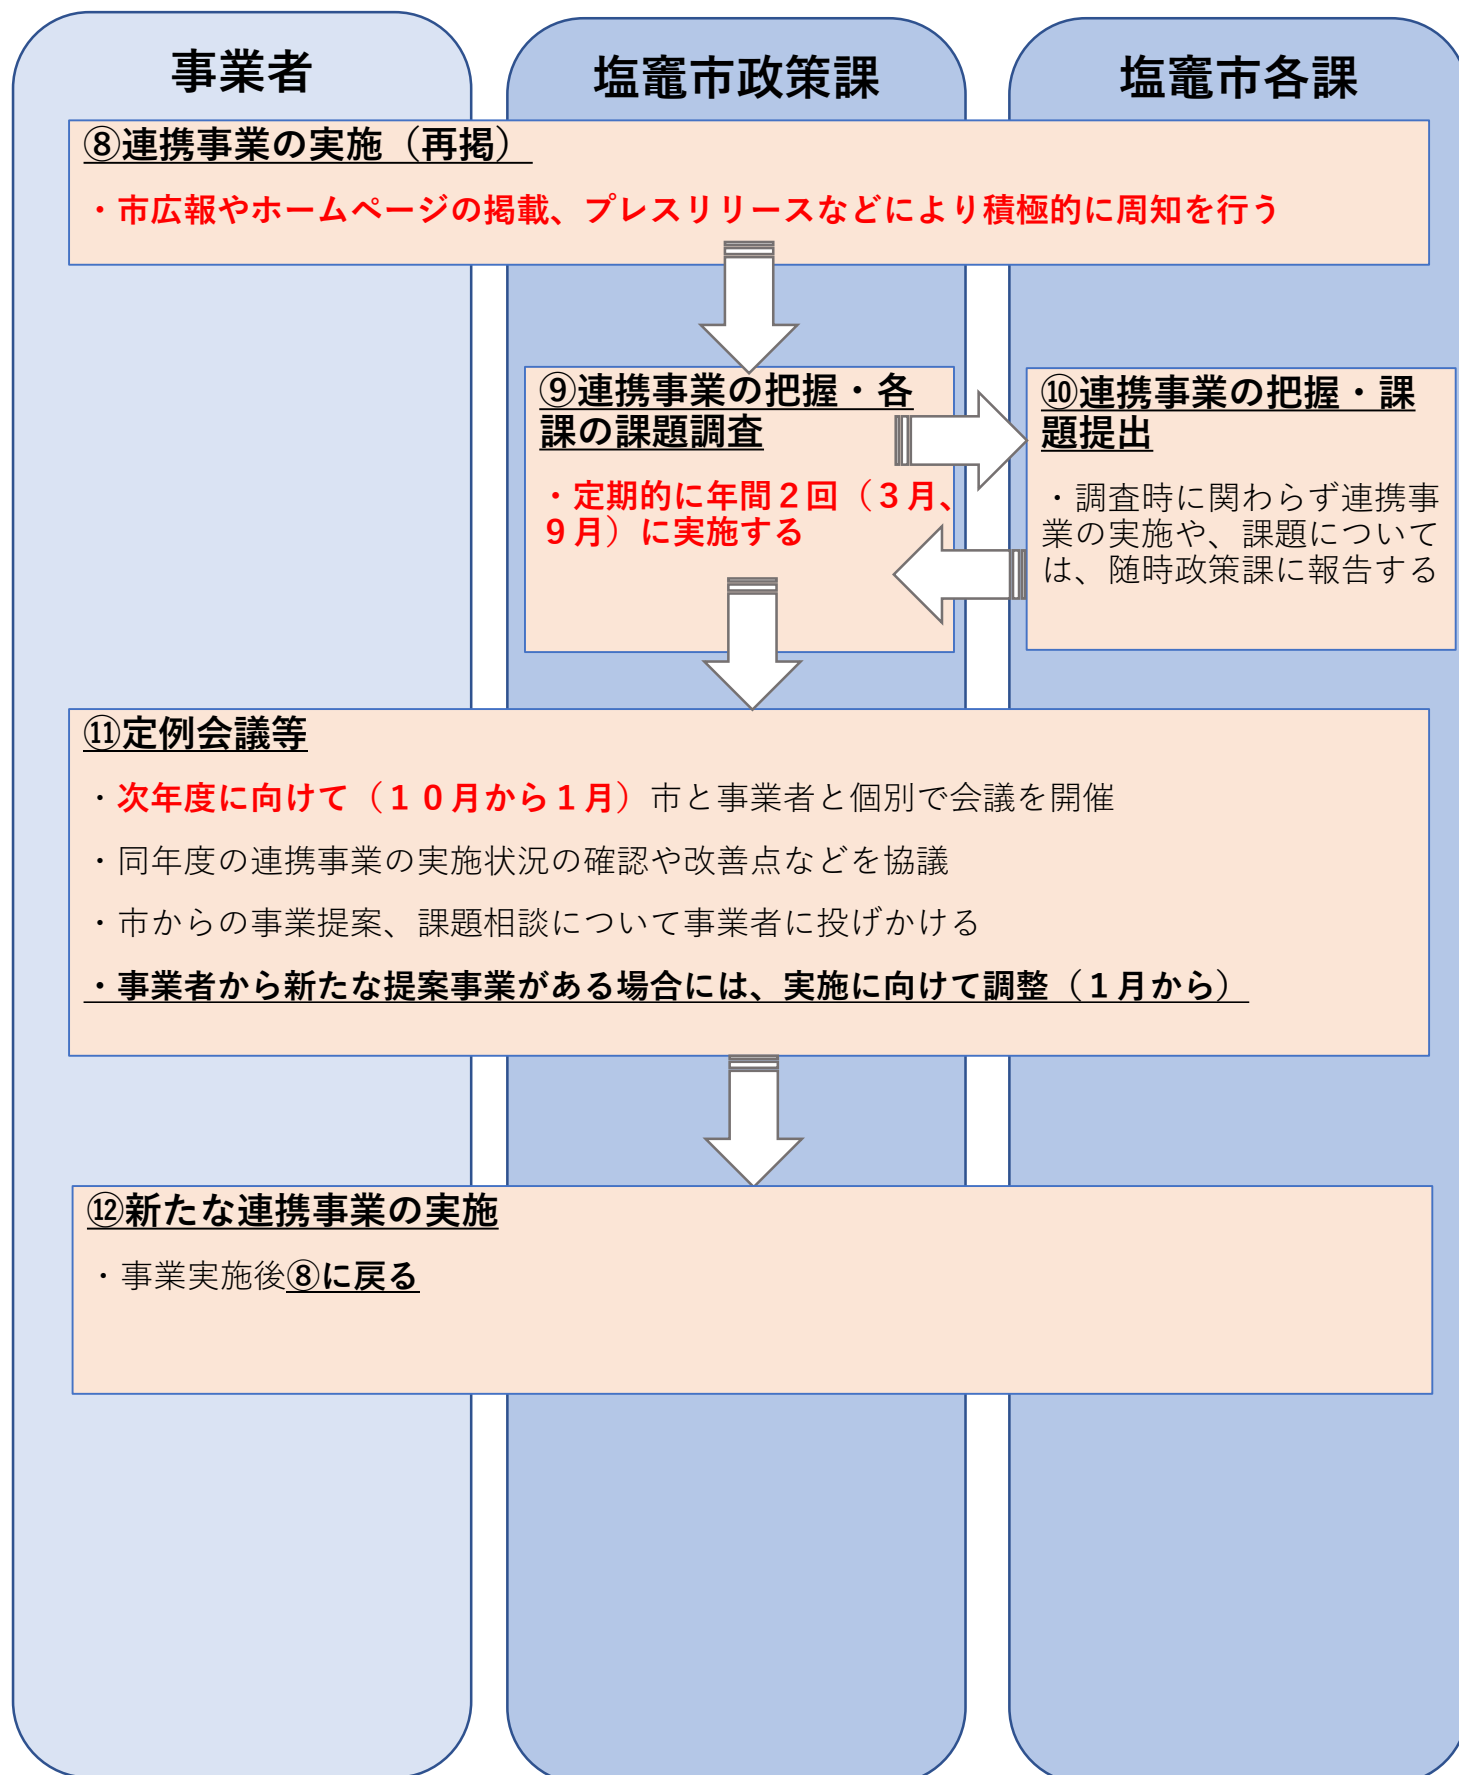 事業者
塩竈市政策課
塩竈市各課
⑧連携事業の実施（再掲）
・市広報やホームページの掲載、プレスリリースなどにより積極的に周知を行う
⑨連携事業の把握・各
課の課題調査
・定期的に年間２回（３月、
９月）に実施する
⑩連携事業の把握・課
題提出
・調査時に関わらず連携事
業の実施や、課題について
は、随時政策課に報告する
⑪定例会議等
・次年度に向けて（１０月から１月）市と事業者と個別で会議を開催
・同年度の連携事業の実施状況の確認や改善点などを協議
・市からの事業提案、課題相談について事業者に投げかける
・事業者から新たな提案事業がある場合には、実施に向けて調整（１月から）
⑫新たな連携事業の実施
・事業実施後⑧に戻る